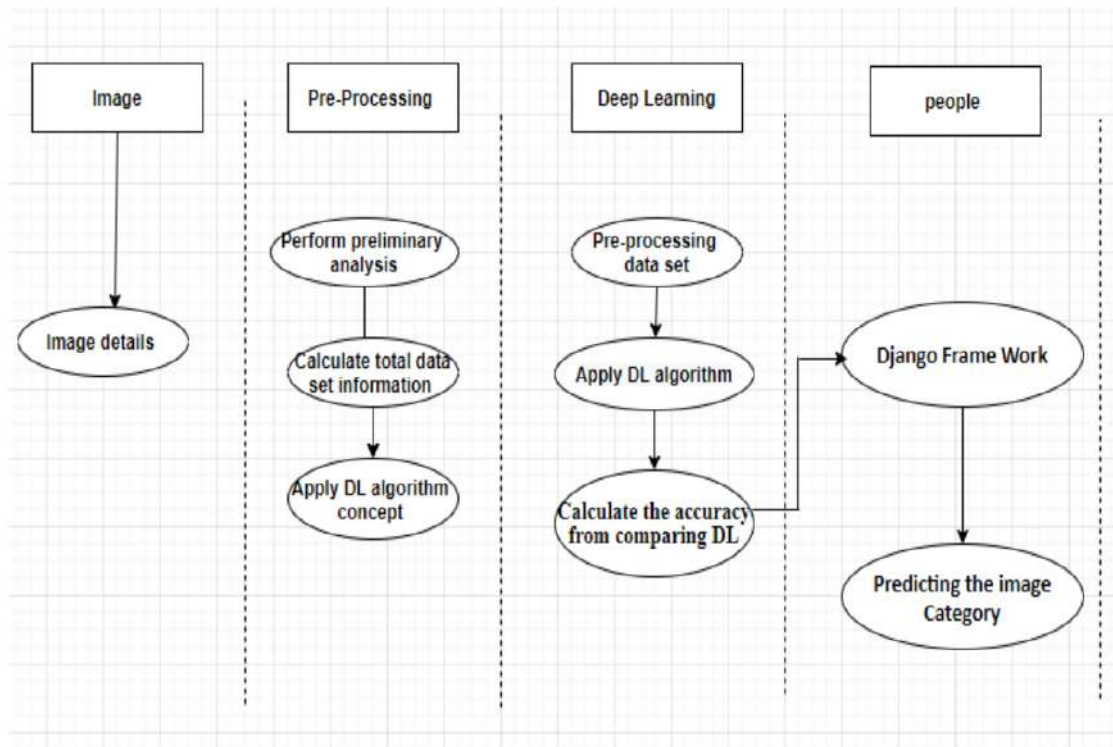 Image
Pre-Processing
Deep Learning
people
Image details
Perform preliminary
analysis
Calculate total data
set information
Apply DL algorithm
concept
Pre-processing
data set
Apply DL algorithm
Calculate the accuracy
from comparing DL
Django Frame Work
Predicting the image
Category